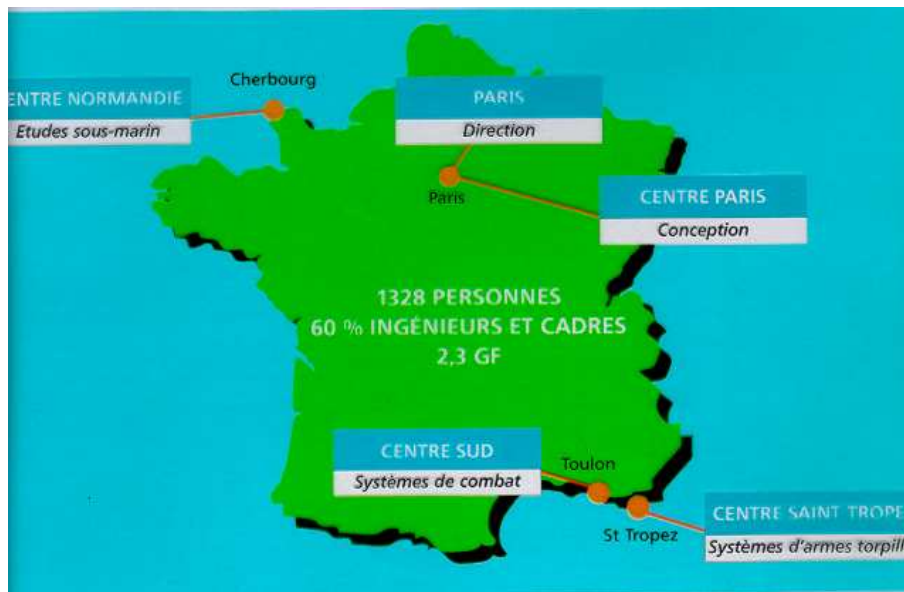 Cherbourg
ENTRE NORMANDIE
Etudes sous-marin
PARIS
Direction
Paris
CENTRE PARIS
Conception
1328 PERSONNES
60 % INGÉNIEURS ET CADRES
2,3 GF
CENTRE SUD
Systèmes de combat
Toulon
St Tropez
CENTRE SAINT TROPE
Systèmes d'armes torpill